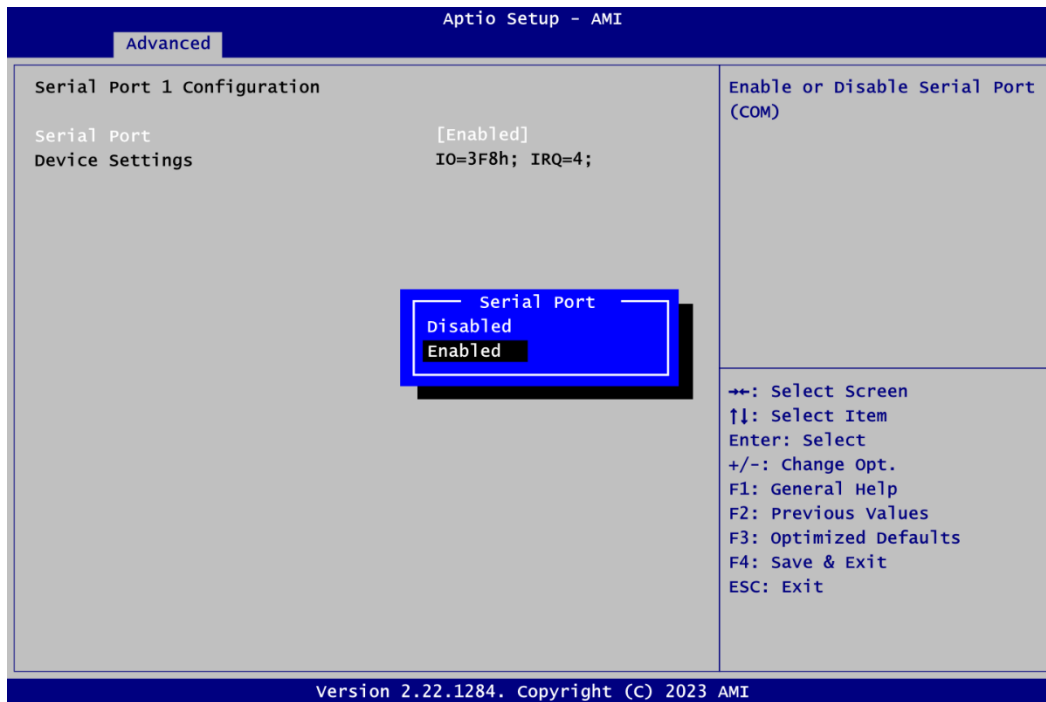 Aptio Setup - AMI
Advanced
Serial Port 1 Configuration
Serial Port [Enabled]
Device Settings IO=3F8h; IRQ=4;
Serial Port
Disabled
Enabled
Enable or Disable Serial Port
(COM)
→←: Select Screen
↑↓: Select Item
Enter: Select
+/-: Change Opt.
F1: General Help
F2: Previous Values
F3: Optimized Defaults
F4: Save & Exit
ESC: Exit
Version 2.22.1284. Copyright (C) 2023 AMI